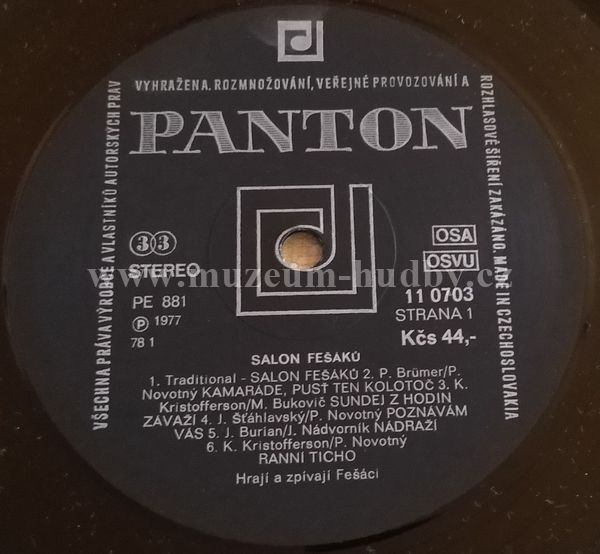 VYHRAŽENA. ROZMNOŽOVÁNÍ, VEŘEJNÉ PROVOZOVÁNÍ A
ROZHLASOVÉ ŠÍŘENÍ ZAKÁZÁNO. MADE IN CZECHOSLOVAKIA
VŠECHNA PRÁVA VÝROBCE A VLASTNÍKŮ AUTORSKÝCH PRÁV
PANTON
33
STEREO
PE 881
Ⓟ 1977
78 1
OSA
OSVU
11 0703
STRANA 1
Kčs 44,-
www.muzeum-hudby.cz
SALON FEŠÁKŮ
1. Traditional - SALON FEŠÁKŮ 2. P. Brümer/P.
Novotný KAMARÁDE, PUSŤ TEN KOLOTOČ 3. K.
Kristofferson/M. Bukovič SUNDEJ Z HODIN
ZÁVAŽÍ 4. J. Šťáhlavský/P. Novotný POZNÁVÁM
VÁS 5. J. Burian/J. Nádvorník NÁDRAŽÍ
6. K. Kristofferson/P. Novotný
RANNÍ TICHO
Hrají a zpívají Fešáci